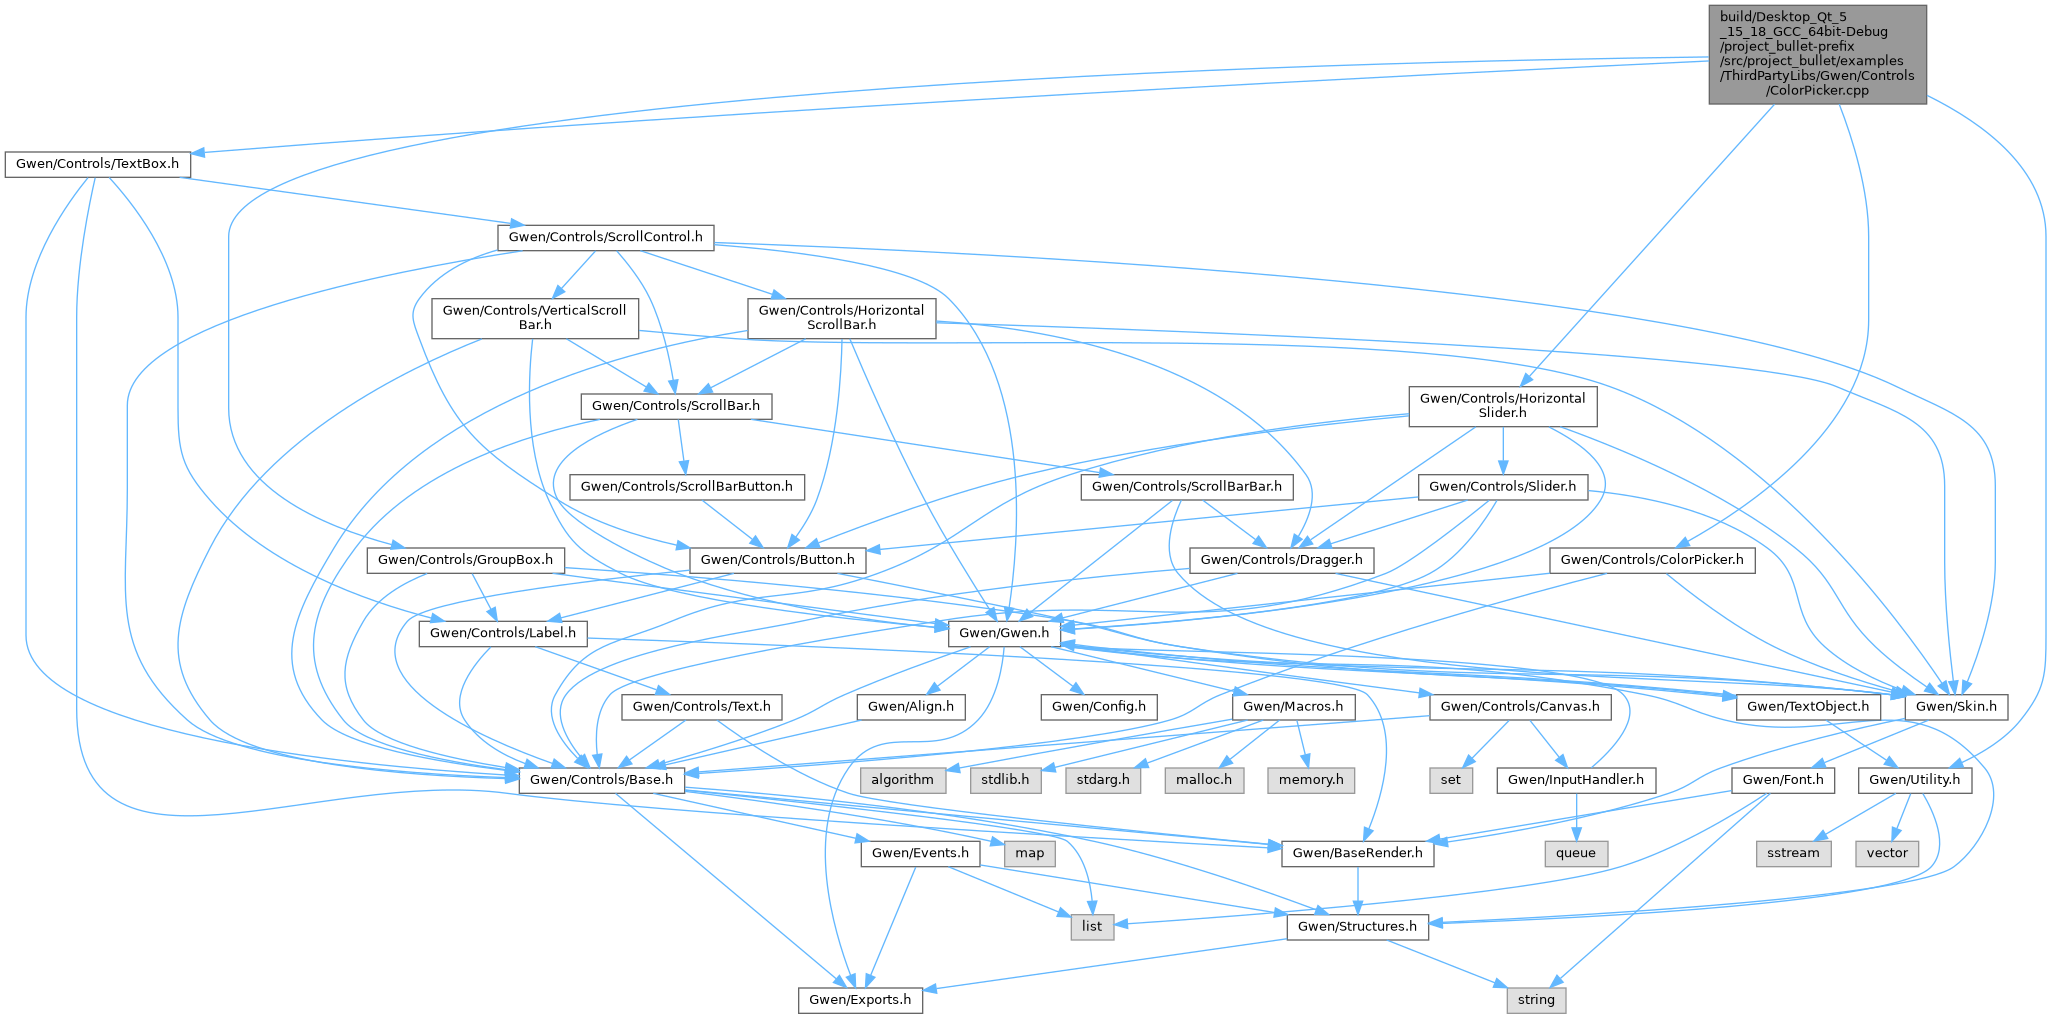 build/Desktop_Qt_5
_15_18_GCC_64bit-Debug
/project_bullet-prefix
/src/project_bullet/examples
/ThirdPartyLibs/Gwen/Controls
/ColorPicker.cpp
Gwen/Controls/TextBox.h
Gwen/Controls/ScrollControl.h
Gwen/Controls/VerticalScroll
Bar.h
Gwen/Controls/Horizontal
ScrollBar.h
Gwen/Controls/ScrollBar.h
Gwen/Controls/Horizontal
Slider.h
Gwen/Controls/ScrollBarButton.h
Gwen/Controls/ScrollBarBar.h
Gwen/Controls/Slider.h
Gwen/Controls/GroupBox.h
Gwen/Controls/Button.h
Gwen/Controls/Dragger.h
Gwen/Controls/ColorPicker.h
Gwen/Controls/Label.h
Gwen/Gwen.h
Gwen/Controls/Text.h
Gwen/Align.h
Gwen/Config.h
Gwen/Macros.h
Gwen/Controls/Canvas.h
Gwen/TextObject.h
Gwen/Skin.h
Gwen/Controls/Base.h
algorithm
stdlib.h
stdarg.h
malloc.h
memory.h
set
Gwen/InputHandler.h
Gwen/Font.h
Gwen/Utility.h
Gwen/Events.h
map
Gwen/BaseRender.h
queue
sstream
vector
list
Gwen/Structures.h
Gwen/Exports.h
string